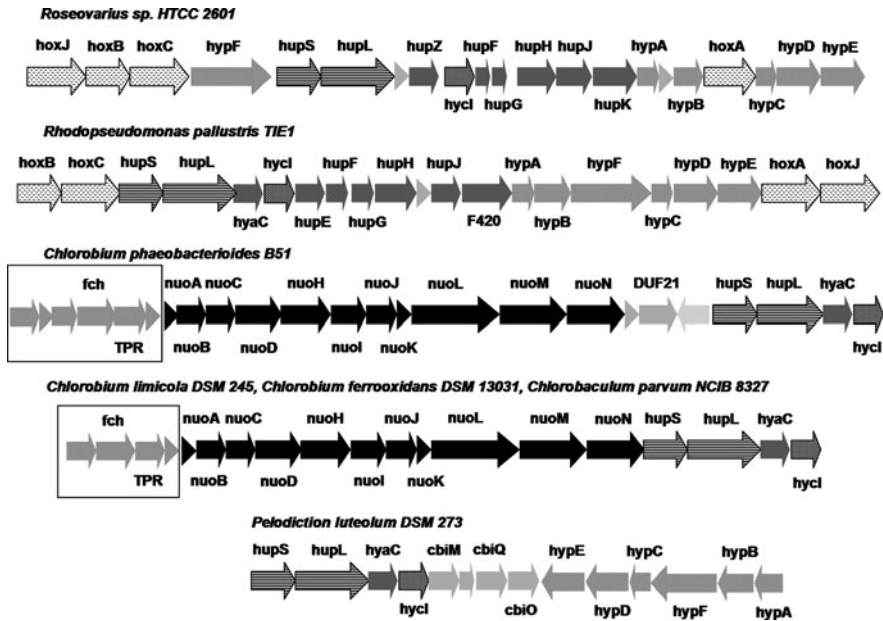 Roseovarius sp. HTCC 2601
hoxJ hoxB hoxC hypF hupS hupL hupZ hupF hupH hupJ hypA hoxA hypD hypE
hycI hupG hupK hypB hypC
Rhodopseudomonas pallustris TIE1
hoxB hoxC hupS hupL hycI hupF hupH hupJ hypA hypF hypD hypE hoxA hoxJ
hyaC hupE hupG F420 hypB hypC
Chlorobium phaeobacterioides B51
fch nuoA nuoC nuoH nuoJ nuoL nuoM nuoN DUF21 hupS hupL hyaC
TPR nuoB nuoD nuoI nuoK hycI
Chlorobium limicola DSM 245, Chlorobium ferrooxidans DSM 13031, Chlorobaculum parvum NCIB 8327
fch nuoA nuoC nuoH nuoJ nuoL nuoM nuoN hupS hupL hyaC
TPR nuoB nuoD nuoI nuoK hycI
Pelodiction luteolum DSM 273
hupS hupL hyaC cbiM cbiQ hypE hypC hypB
hycI cbiO hypD hypF hypA